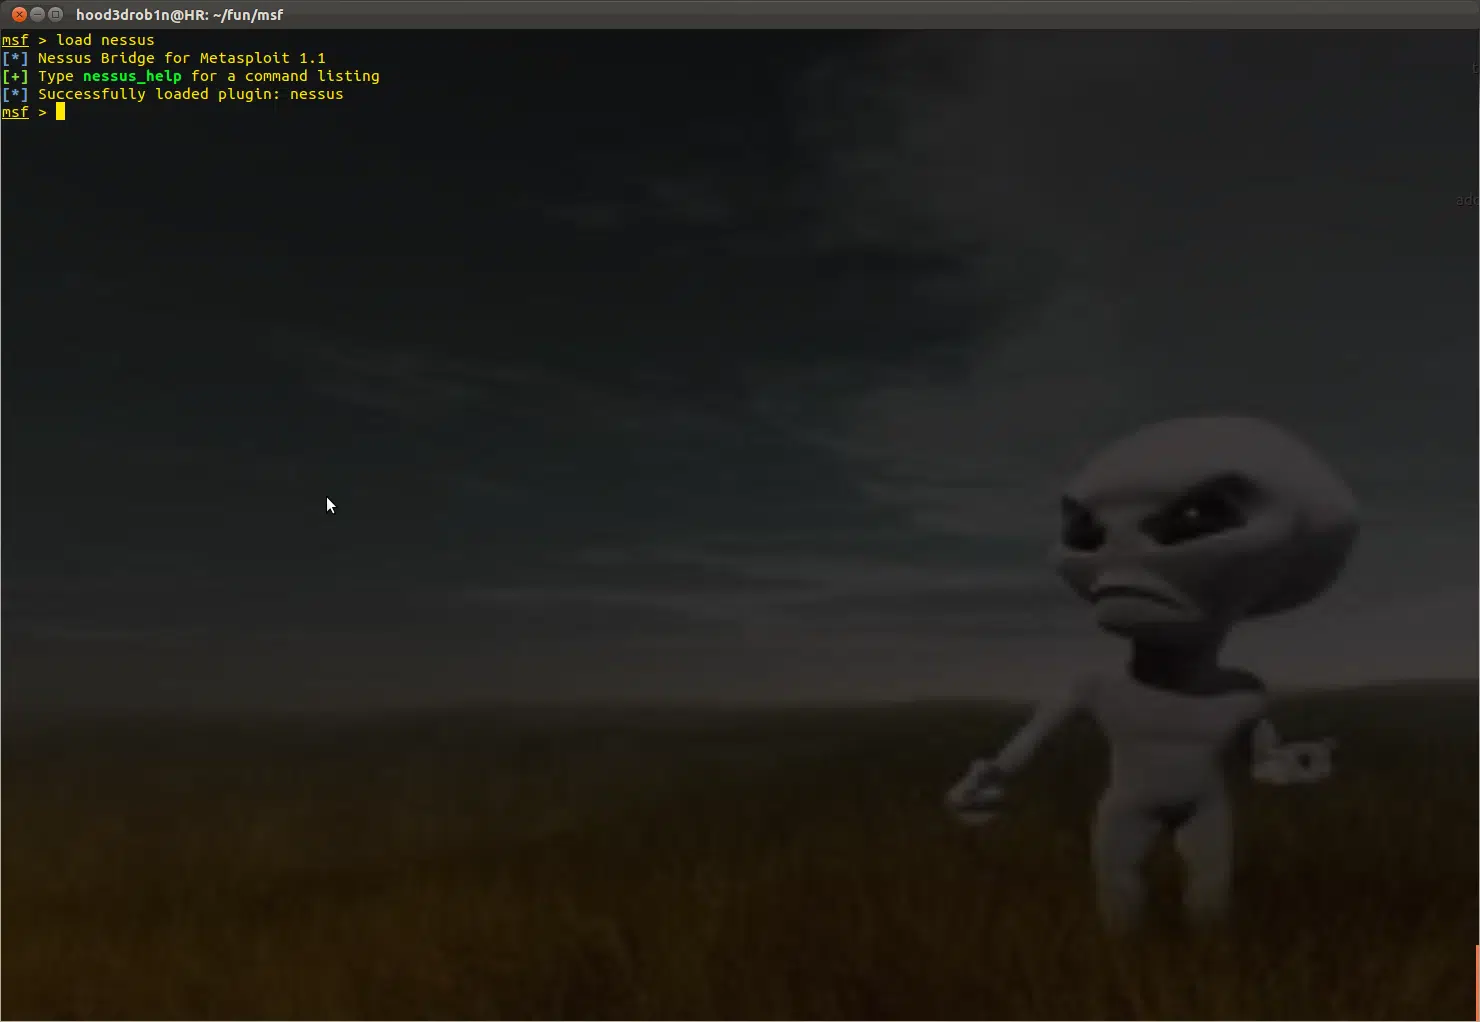 hood3drob1n@HR: ~/fun/msf
msf > load nessus
[*] Nessus Bridge for Metasploit 1.1
[+] Type nessus_help for a command listing
[*] Successfully loaded plugin: nessus
msf >